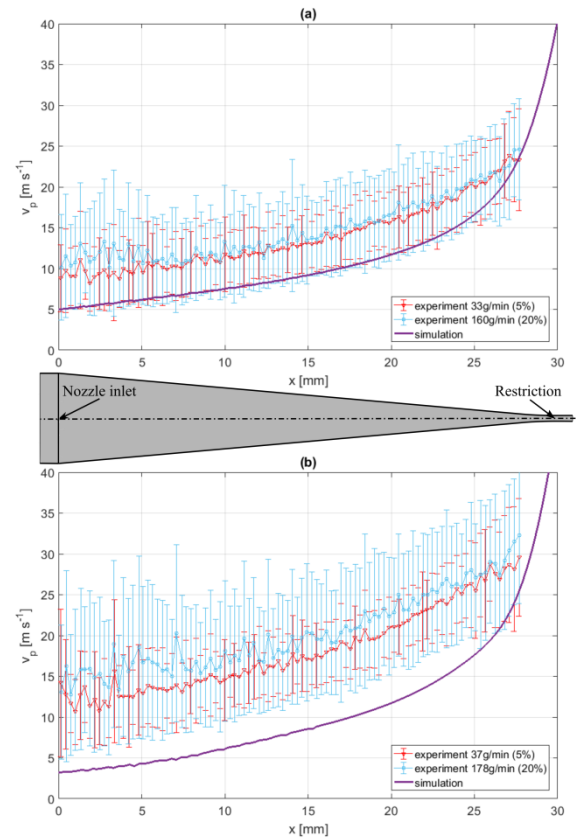 (a)
40
35
30
25
20
15
10
5
0
v_p [m s⁻¹]
experiment 33g/min (5%)
experiment 160g/min (20%)
simulation
0 5 10 15 20 25 30
x [mm]
Nozzle inlet
Restriction
(b)
40
35
30
25
20
15
10
5
0
v_p [m s⁻¹]
experiment 37g/min (5%)
experiment 178g/min (20%)
simulation
0 5 10 15 20 25 30
x [mm]